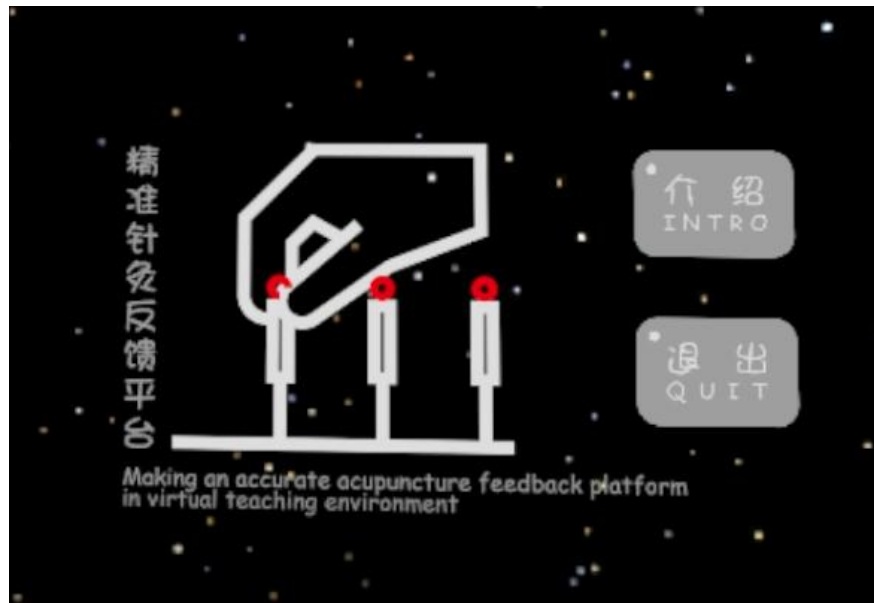 精准针灸反馈平台
Making an accurate acupuncture feedback platform
in virtual teaching environment
介 绍
INTRO
退 出
QUIT